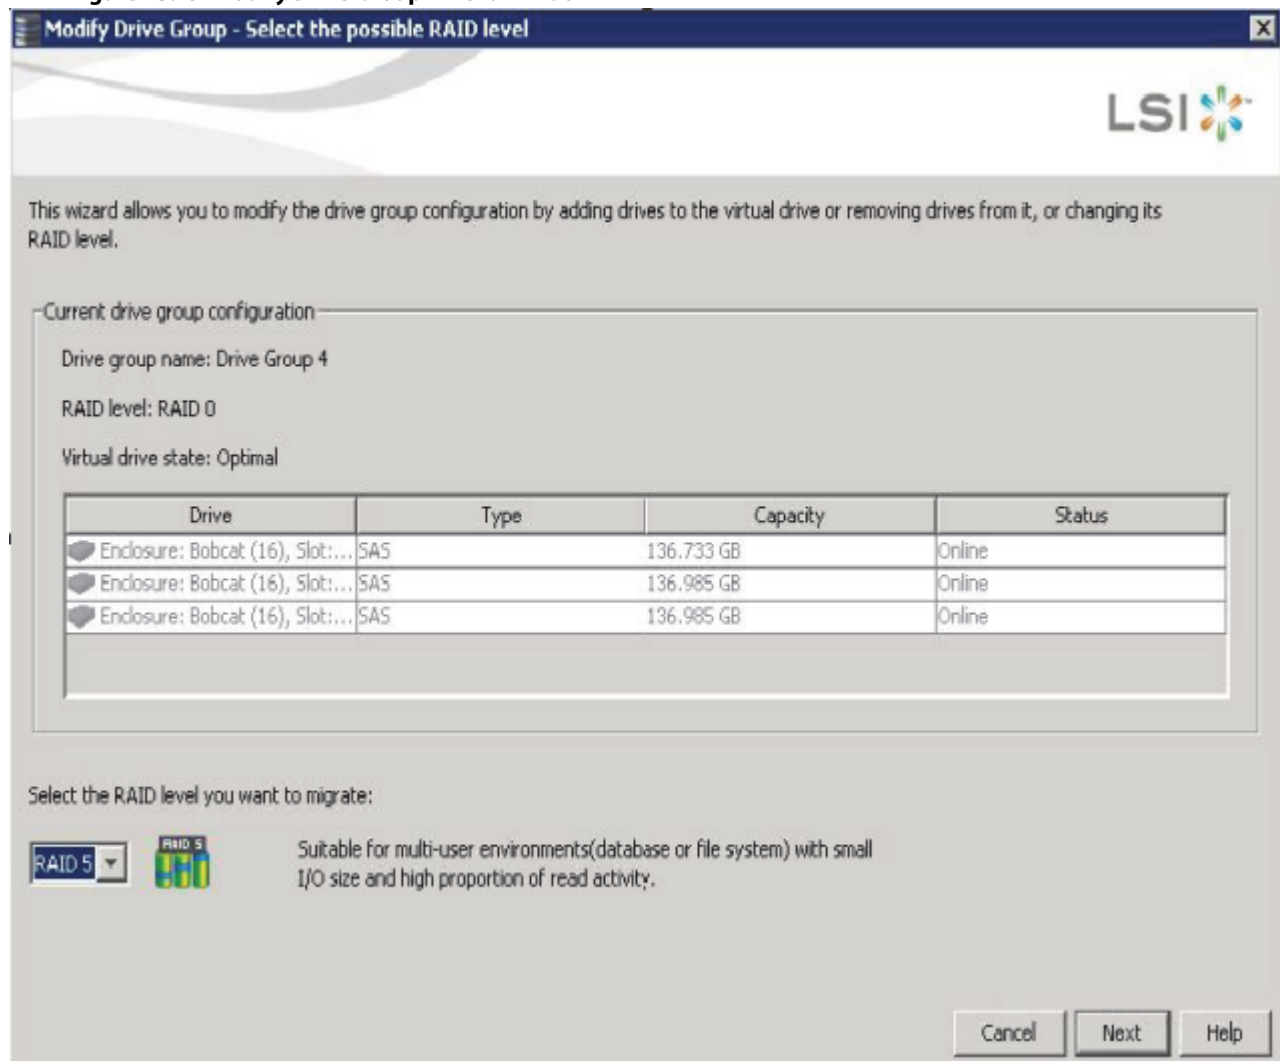 Modify Drive Group - Select the possible RAID level
LSI
This wizard allows you to modify the drive group configuration by adding drives to the virtual drive or removing drives from it, or changing its
RAID level.
Current drive group configuration
Drive group name: Drive Group 4
RAID level: RAID 0
Virtual drive state: Optimal
Drive Type Capacity Status
Enclosure: Bobcat (16), Slot:... SAS 136.733 GB Online
Enclosure: Bobcat (16), Slot:... SAS 136.985 GB Online
Enclosure: Bobcat (16), Slot:... SAS 136.985 GB Online
Select the RAID level you want to migrate:
RAID 5
RAID 5
Suitable for multi-user environments(database or file system) with small
I/O size and high proportion of read activity.
Cancel Next Help